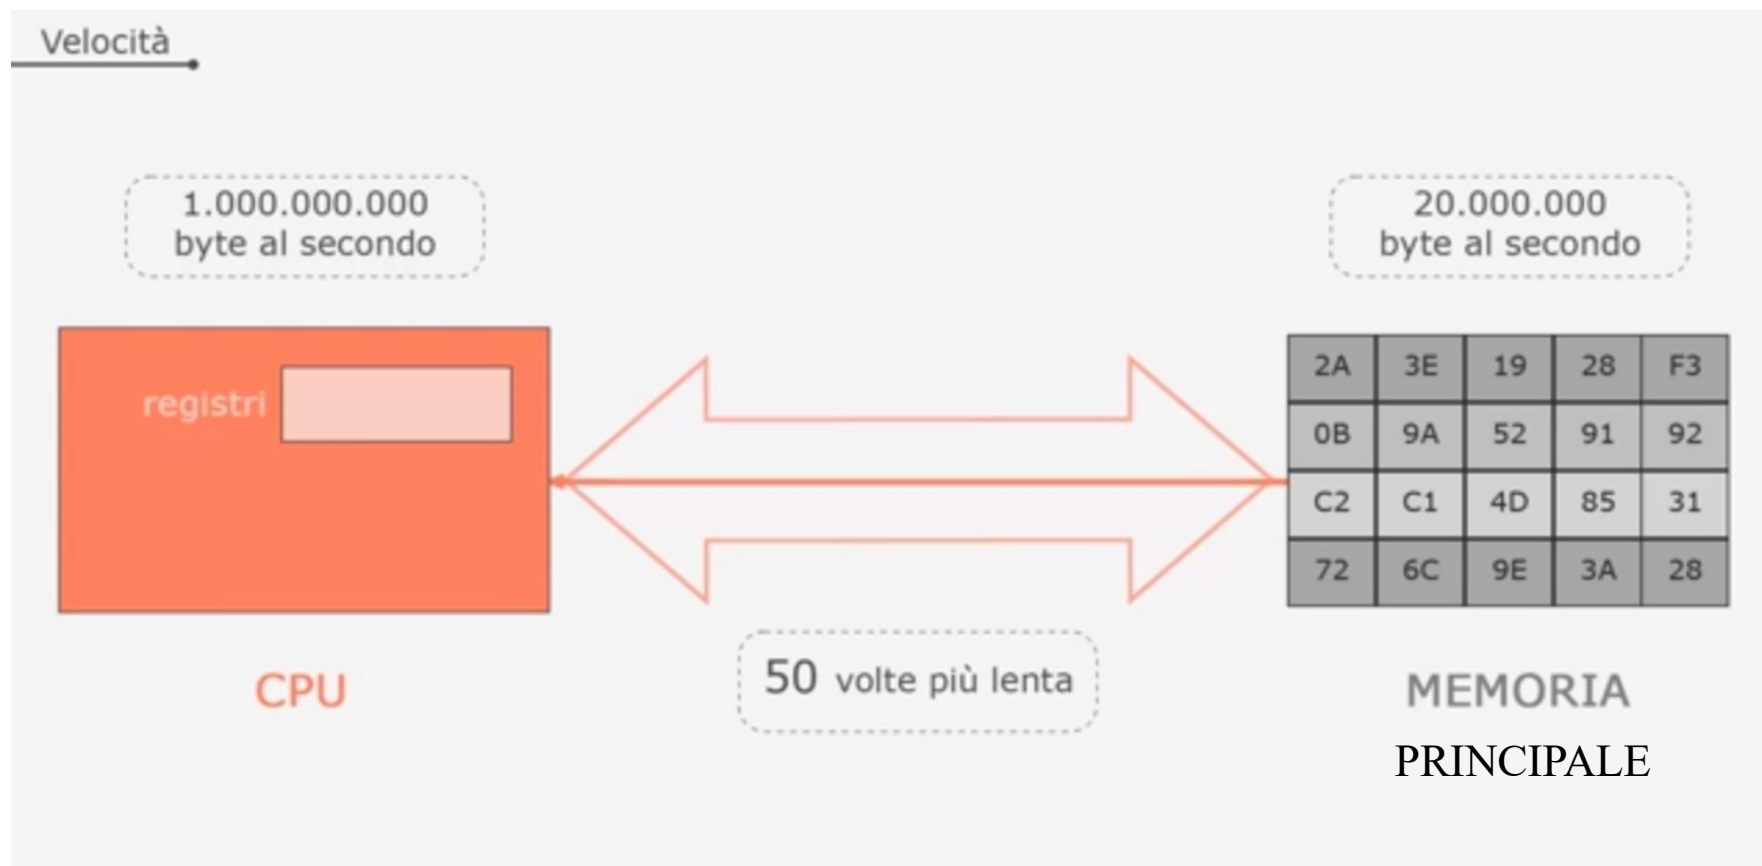 Velocità
1.000.000.000
byte al secondo
20.000.000
byte al secondo
registri
2A 3E 19 28 F3
0B 9A 52 91 92
C2 C1 4D 85 31
72 6C 9E 3A 28
50 volte più lenta
CPU
MEMORIA
PRINCIPALE